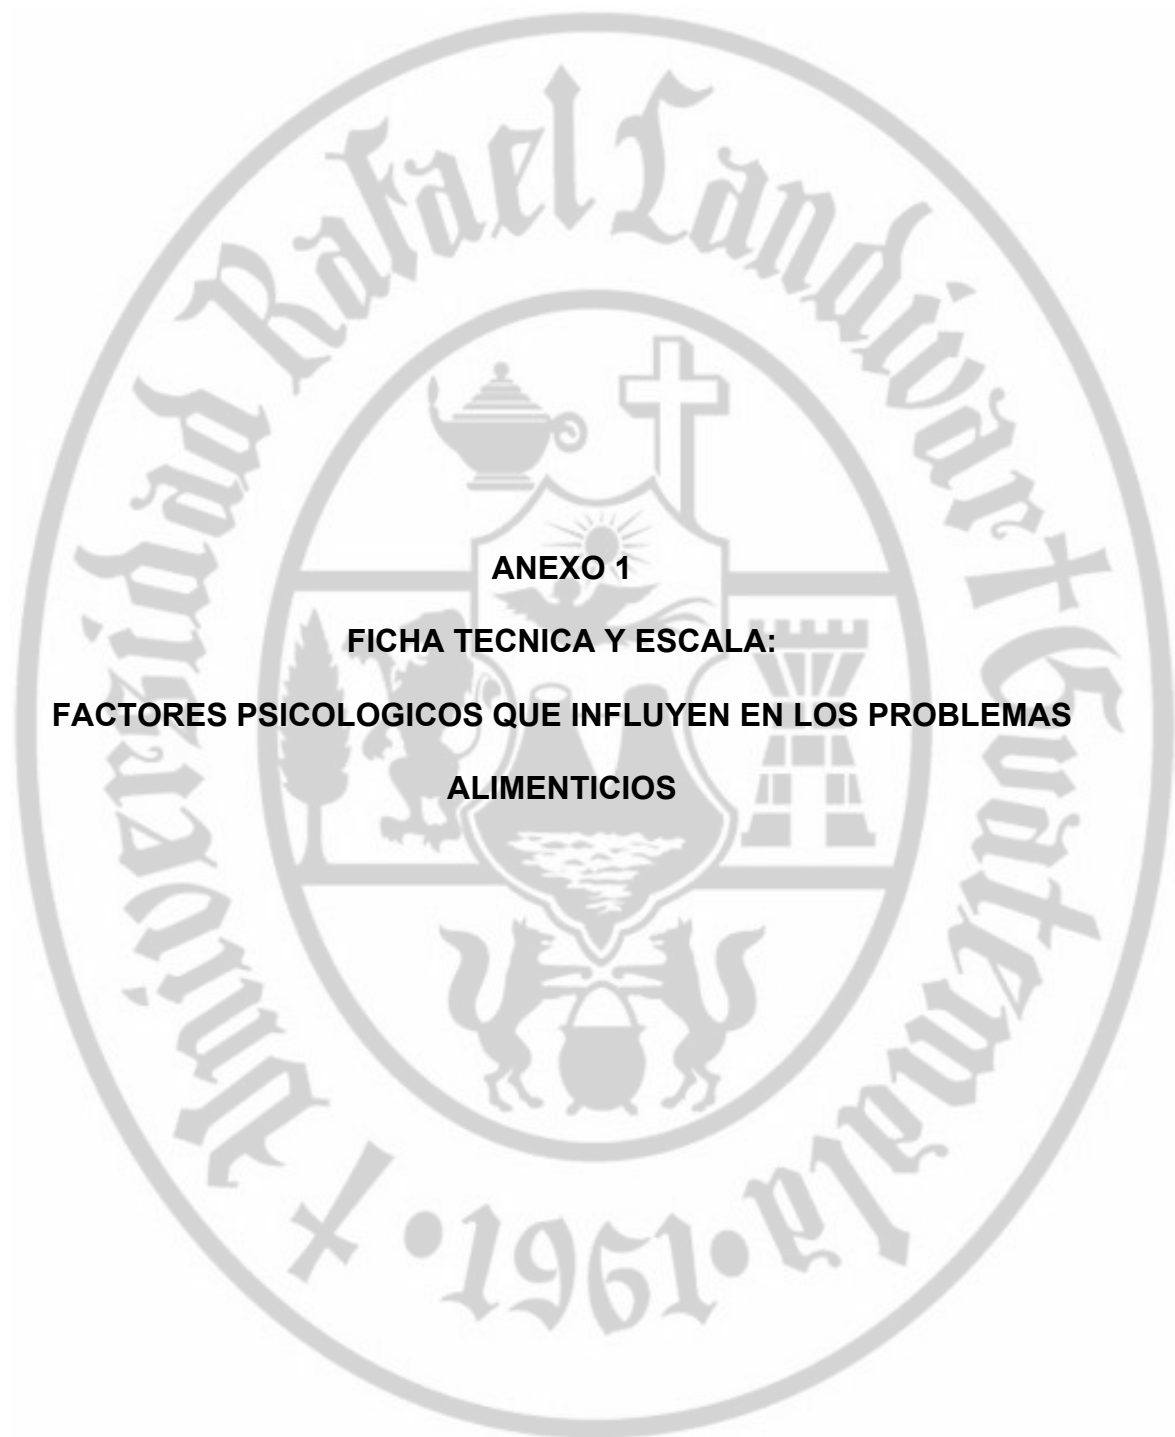 Universidad Rafael Landívar
Guatemala
1961
ANEXO 1
FICHA TECNICA Y ESCALA:
FACTORES PSICOLOGICOS QUE INFLUYEN EN LOS PROBLEMAS
ALIMENTICIOS